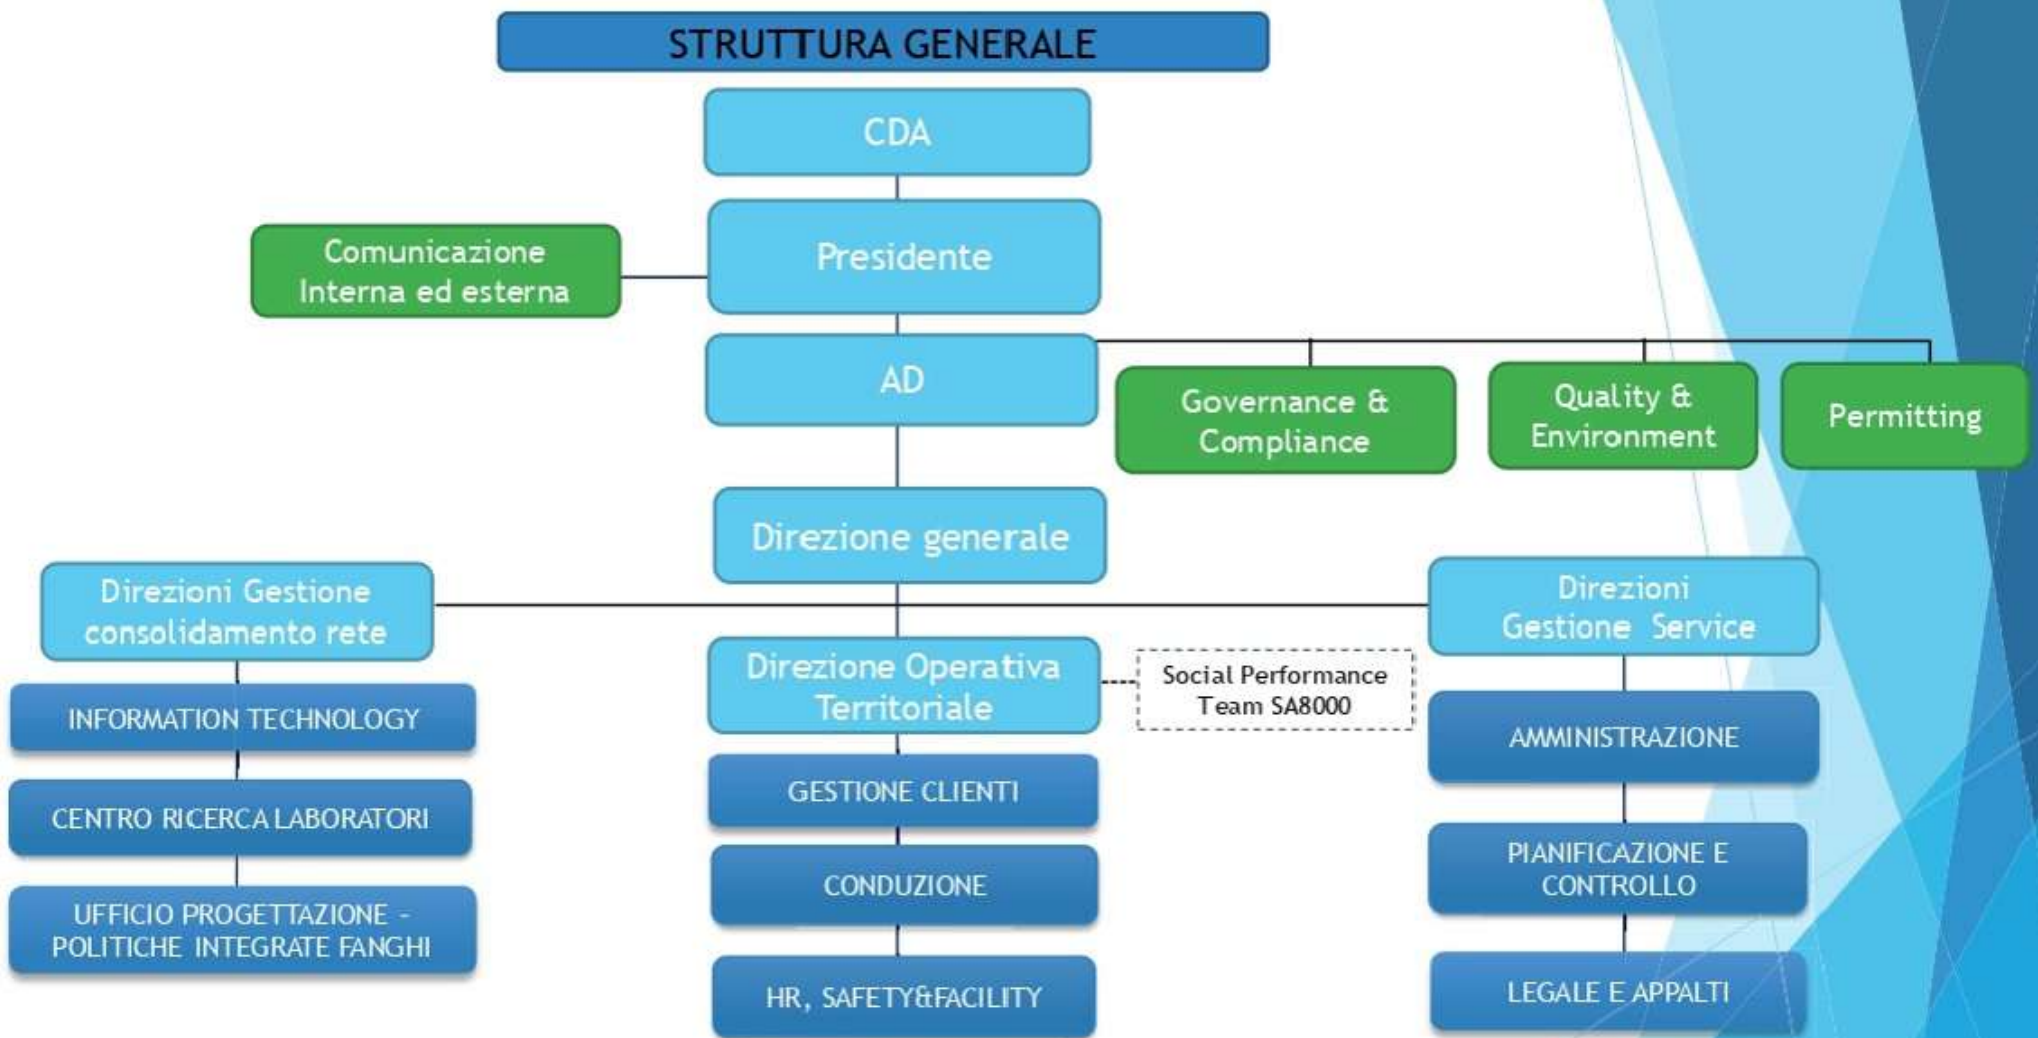 STRUTTURA GENERALE
CDA
Presidente
Comunicazione
Interna ed esterna
AD
Governance &
Compliance
Quality &
Environment
Permitting
Direzione generale
Direzioni Gestione
consolidamento rete
INFORMATION TECHNOLOGY
CENTRO RICERCA LABORATORI
UFFICIO PROGETTAZIONE -
POLITICHE INTEGRATE FANGHI
Direzione Operativa
Territoriale
Social Performance
Team SA8000
GESTIONE CLIENTI
CONDUZIONE
HR, SAFETY&FACILITY
Direzioni
Gestione Service
AMMINISTRAZIONE
PIANIFICAZIONE E
CONTROLLO
LEGALE E APPALTI